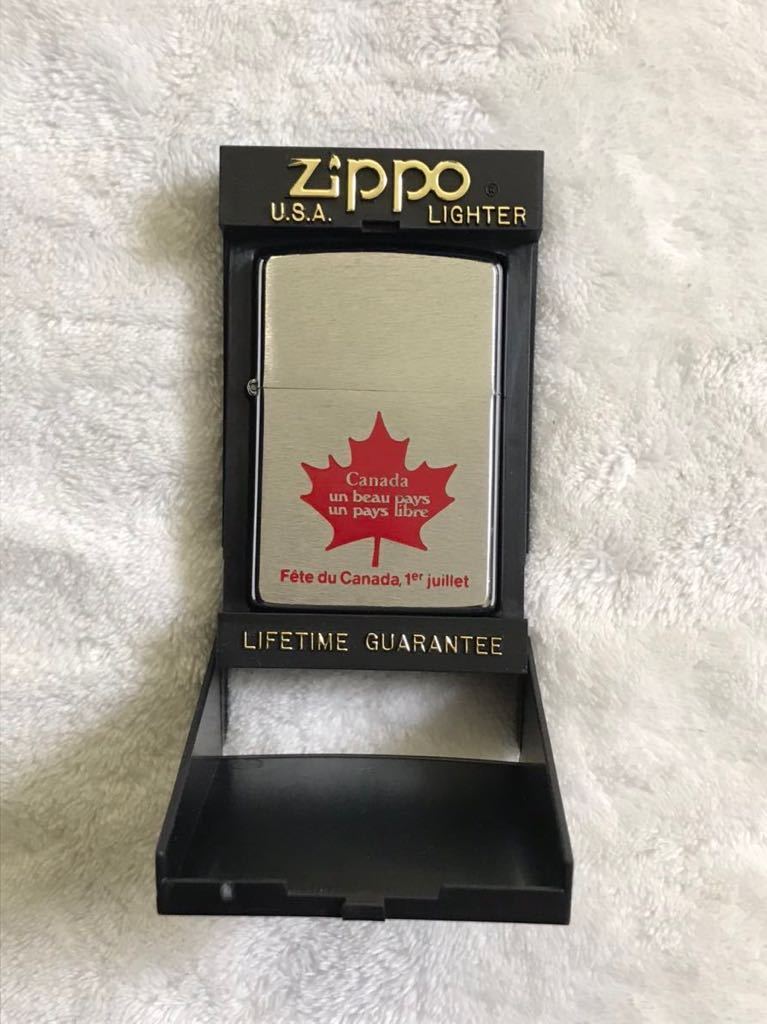 Zippo ®
U.S.A. LIGHTER
Canada
un beau pays
un pays libre
Fête du Canada, 1er juillet
LIFETIME GUARANTEE